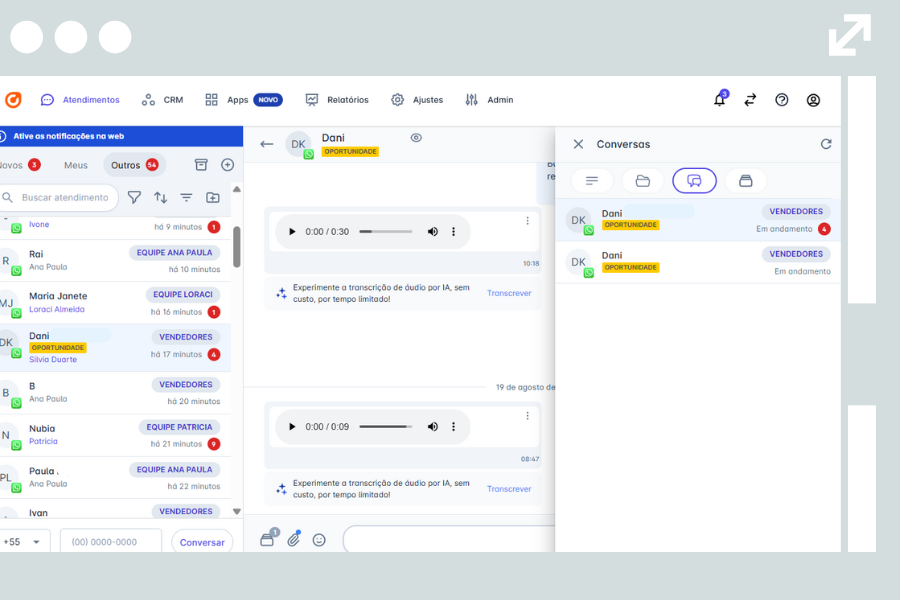 Atendimentos
CRM
Apps
NOVO
Relatórios
Ajustes
Admin
3
Ative as notificações na web
Novos 3
Meus
Outros 54
Buscar atendimento
Ivone
há 9 minutos 1
R
Rai
EQUIPE ANA PAULA
Ana Paula
há 10 minutos
MJ
Maria Janete
EQUIPE LORACI
Loraci Almeida
há 16 minutos 1
DK
Dani
VENDEDORES
OPORTUNIDADE
há 17 minutos 4
Silvia Duarte
B
B
VENDEDORES
Ana Paula
há 20 minutos
N
Nubia
EQUIPE PATRICIA
Patricia
há 21 minutos 9
PL
Paula .
EQUIPE ANA PAULA
Ana Paula
há 22 minutos
Ivan
VENDEDORES
+55
(00) 0000-0000
Conversar
DK
Dani
OPORTUNIDADE
0:00 / 0:30
10:18
Experimente a transcrição de áudio por IA, sem
custo, por tempo limitado!
Transcrever
19 de agosto de
0:00 / 0:09
08:47
Experimente a transcrição de áudio por IA, sem
custo, por tempo limitado!
Transcrever
1
Conversas
DK
Dani
VENDEDORES
OPORTUNIDADE
Em andamento 4
DK
Dani
VENDEDORES
OPORTUNIDADE
Em andamento